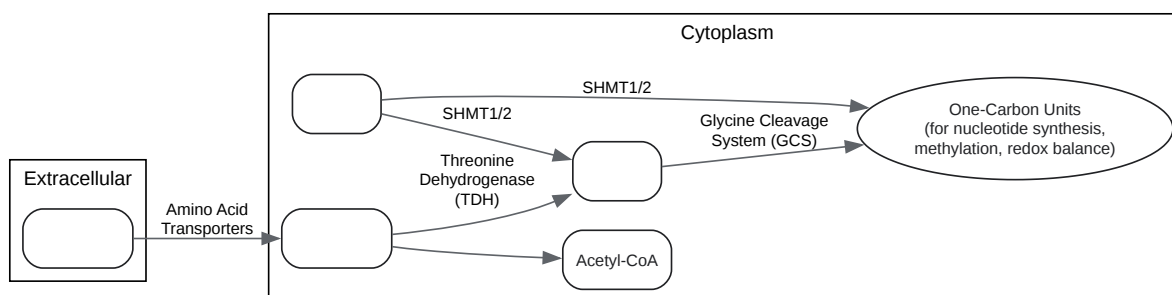 Cytoplasm
SHMT1/2
SHMT1/2
One-Carbon Units
(for nucleotide synthesis,
methylation, redox balance)
Glycine Cleavage
System (GCS)
Threonine
Dehydrogenase
(TDH)
Extracellular
Amino Acid
Transporters
Acetyl-CoA